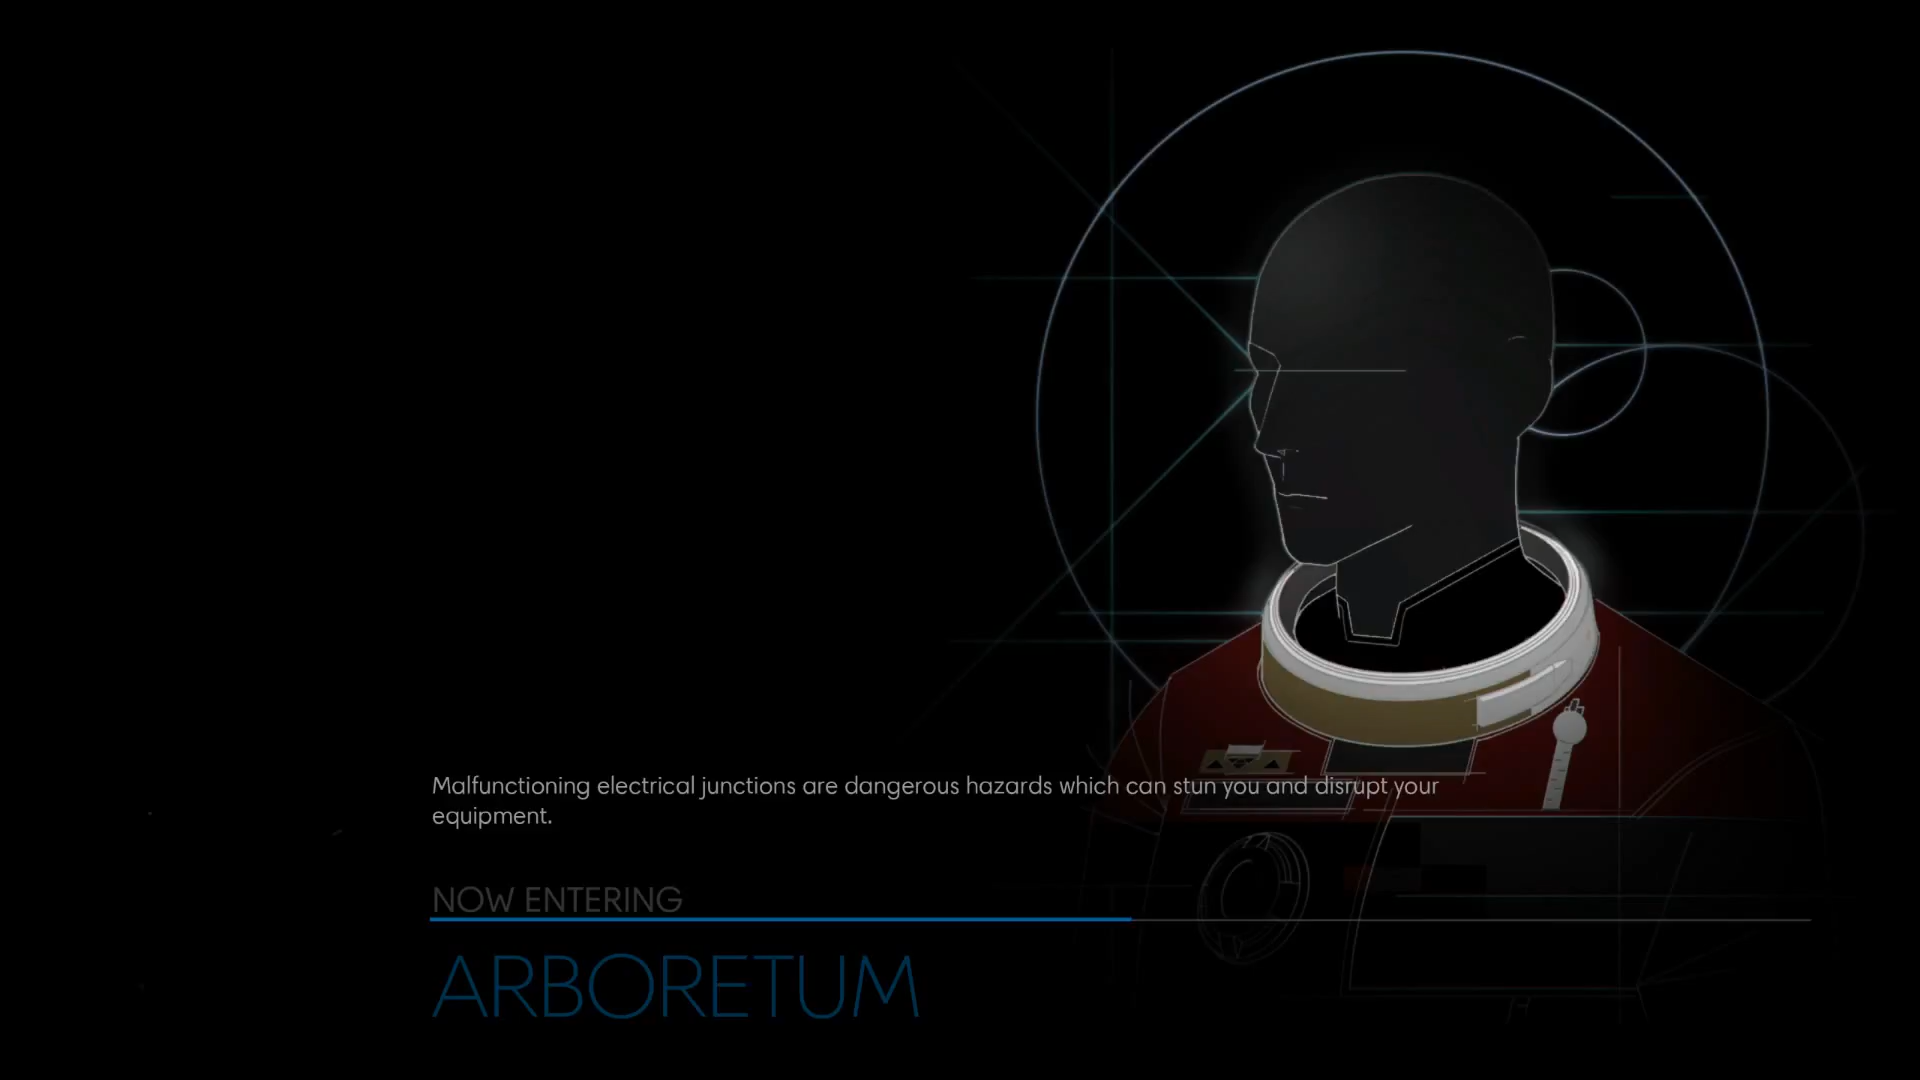 Malfunctioning electrical junctions are dangerous hazards which can stun you and disrupt your
equipment.
NOW ENTERING
ARBORETUM